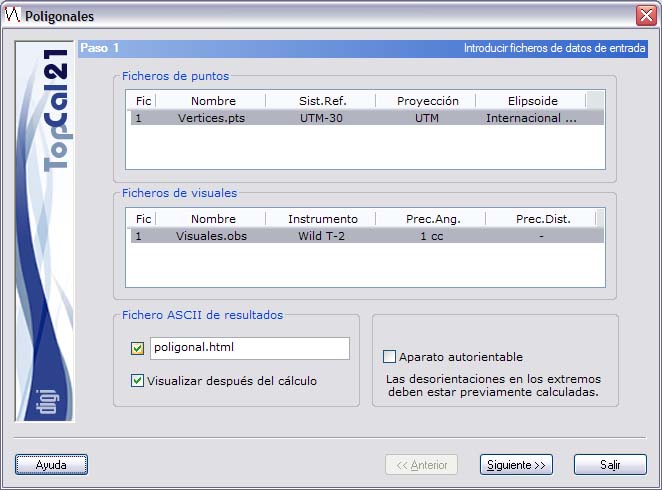 Poligonales
Paso 1
Introducir ficheros de datos de entrada
TopCal 21
digi
Ficheros de puntos
Fic Nombre Sist.Ref. Proyección Elipsoide
1 Vertices.pts UTM-30 UTM Internacional ...
Ficheros de visuales
Fic Nombre Instrumento Prec.Ang. Prec.Dist.
1 Visuales.obs Wild T-2 1 cc -
Fichero ASCII de resultados
poligonal.html
Visualizar después del cálculo
Aparato autorientable
Las desorientaciones en los extremos
deben estar previamente calculadas.
Ayuda
<< Anterior
Siguiente >>
Salir